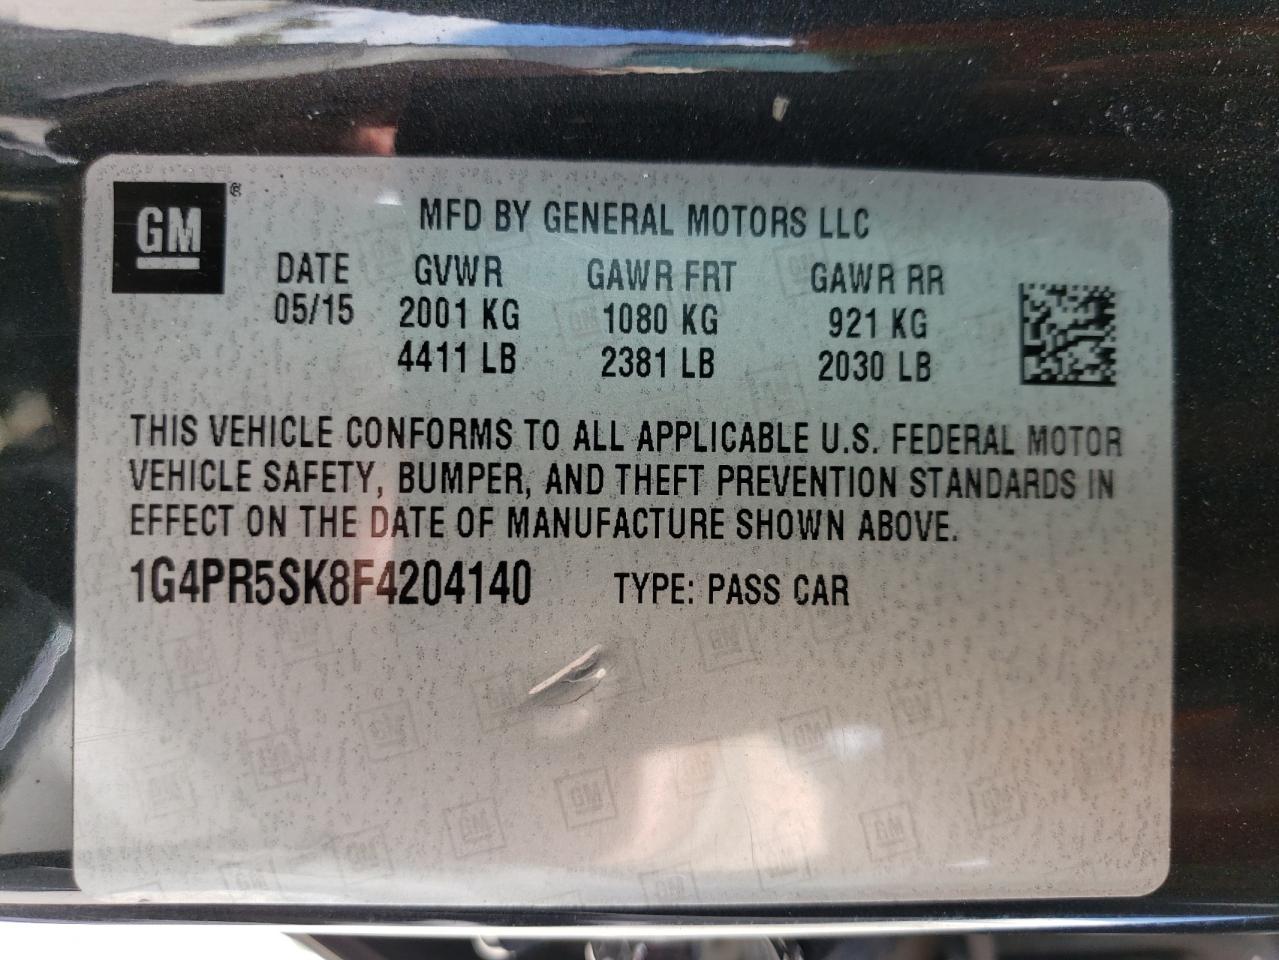 GM®
MFD BY GENERAL MOTORS LLC
DATE GVWR GAWR FRT GAWR RR
05/15 2001 KG 1080 KG 921 KG
4411 LB 2381 LB 2030 LB
THIS VEHICLE CONFORMS TO ALL APPLICABLE U.S. FEDERAL MOTOR
VEHICLE SAFETY, BUMPER, AND THEFT PREVENTION STANDARDS IN
EFFECT ON THE DATE OF MANUFACTURE SHOWN ABOVE.
1G4PR5SK8F4204140 TYPE: PASS CAR